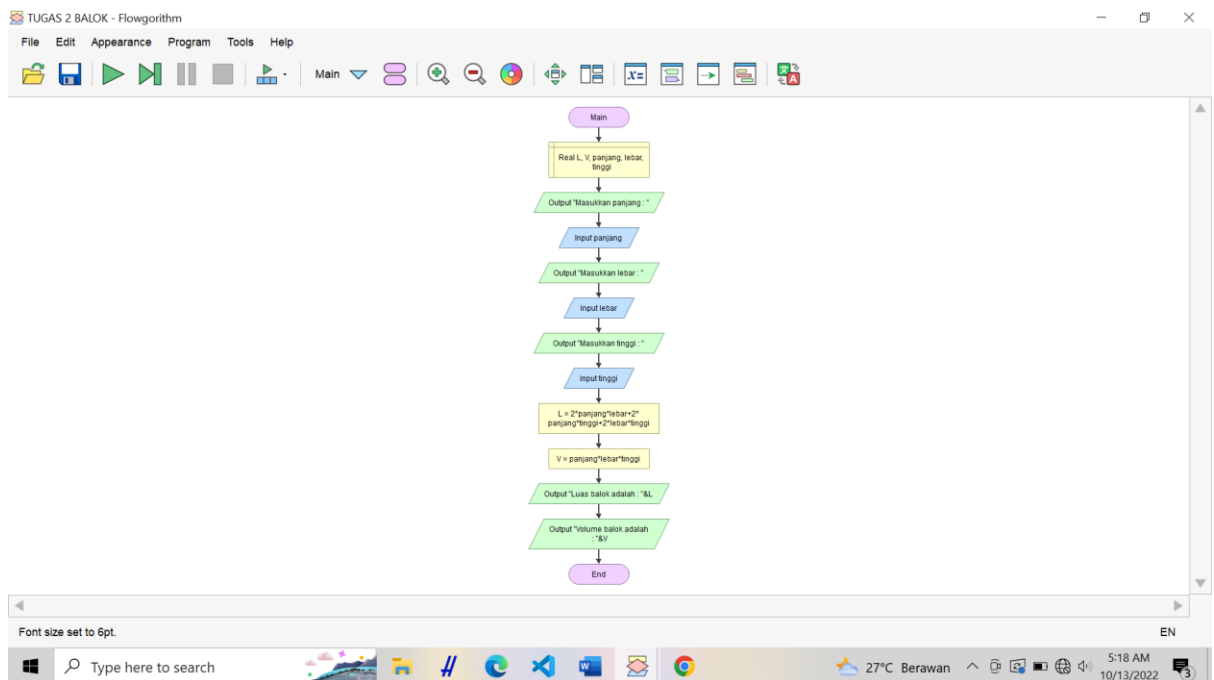 TUGAS 2 BALOK - Flowgorithm
File Edit Appearance Program Tools Help
Main
Main
Real L, V, panjang, lebar,
tinggi
Output "Masukkan panjang : "
Input panjang
Output "Masukkan lebar : "
Input lebar
Output "Masukkan tinggi : "
Input tinggi
L = 2*panjang*lebar+2*
panjang*tinggi+2*lebar*tinggi
V = panjang*lebar*tinggi
Output "Luas balok adalah : "&L
Output "Volume balok adalah
: "&V
End
Font size set to 6pt.
EN
Type here to search
27°C Berawan
5:18 AM
10/13/2022
3